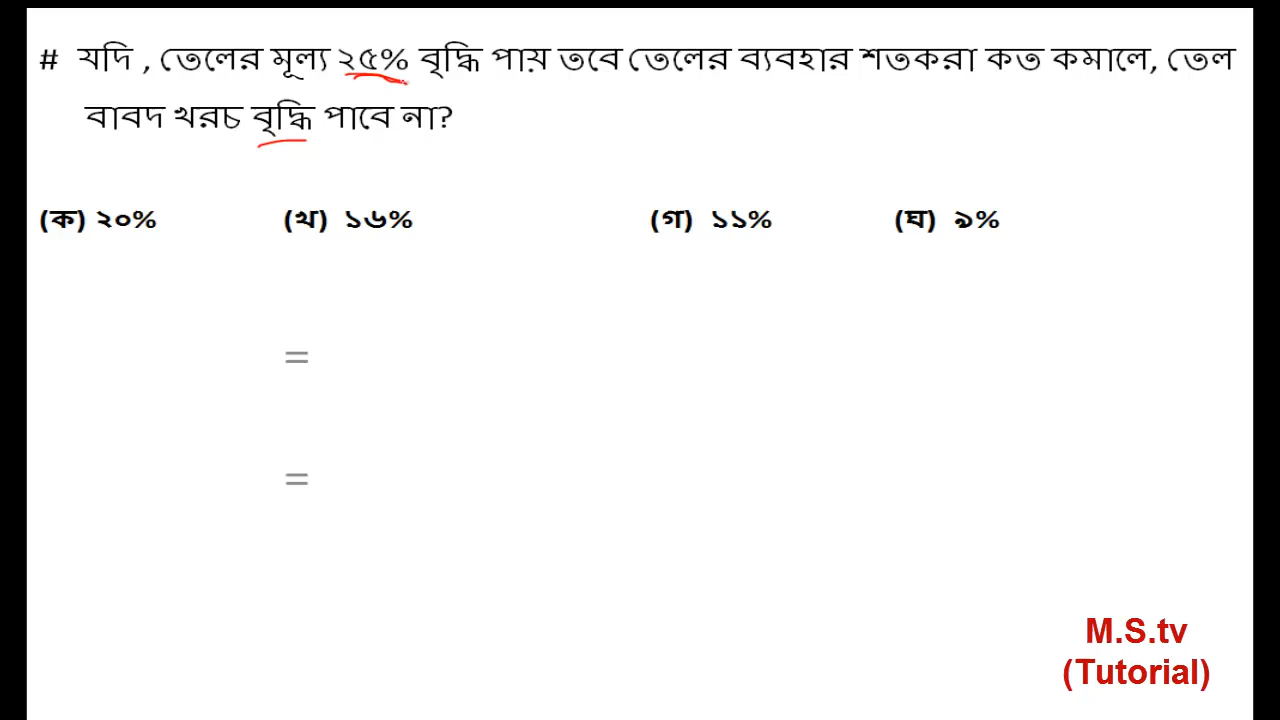 # যদি , তেলের মূল্য ২৫% বৃদ্ধি পায় তবে তেলের ব্যবহার শতকরা কত কমালে, তেল
বাবদ খরচ বৃদ্ধি পাবে না?
(ক) ২০% (খ) ১৬% (গ) ১১% (ঘ) ৯%
=
=
M.S.tv
(Tutorial)